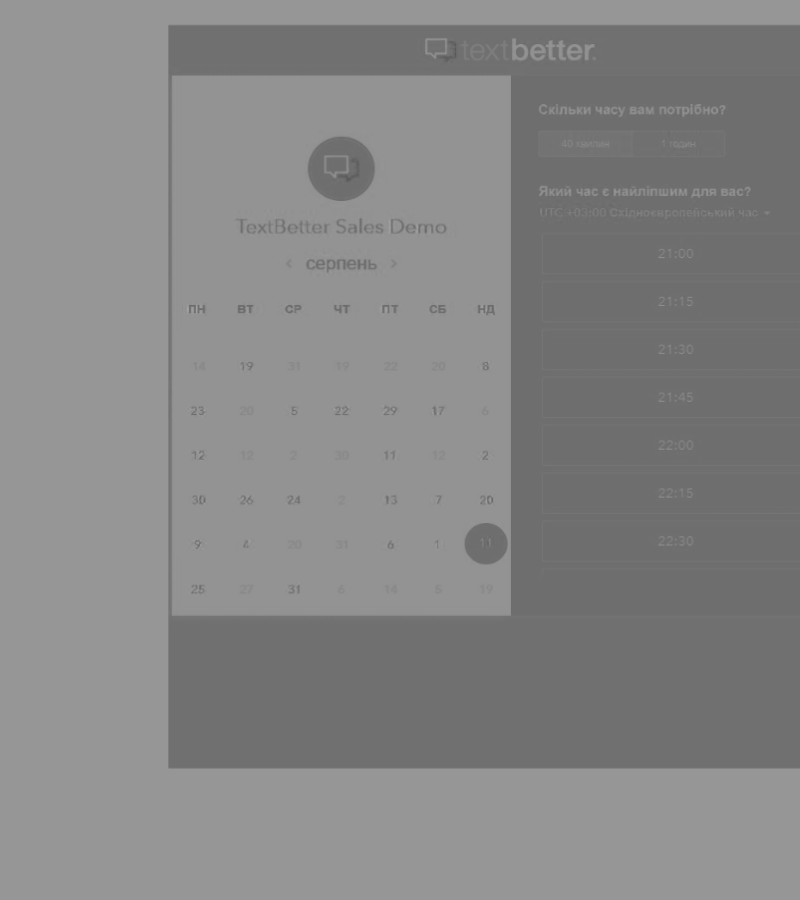 textbetter.
TextBetter Sales Demo
‹ серпень ›
ПН ВТ СР ЧТ ПТ СБ НД
14 19 31 19 22 20 8
23 20 5 22 29 17 6
12 12 2 30 11 12 2
30 26 24 3 13 7 20
9 4 20 31 6 1 11
25 27 31 6 14 5 19
Скільки часу вам потрібно?
40 хвилин 1 годин
Який час є найліпшим для вас?
UTC +03:00 Східноєвропейський час
21:00
21:15
21:30
21:45
22:00
22:15
22:30